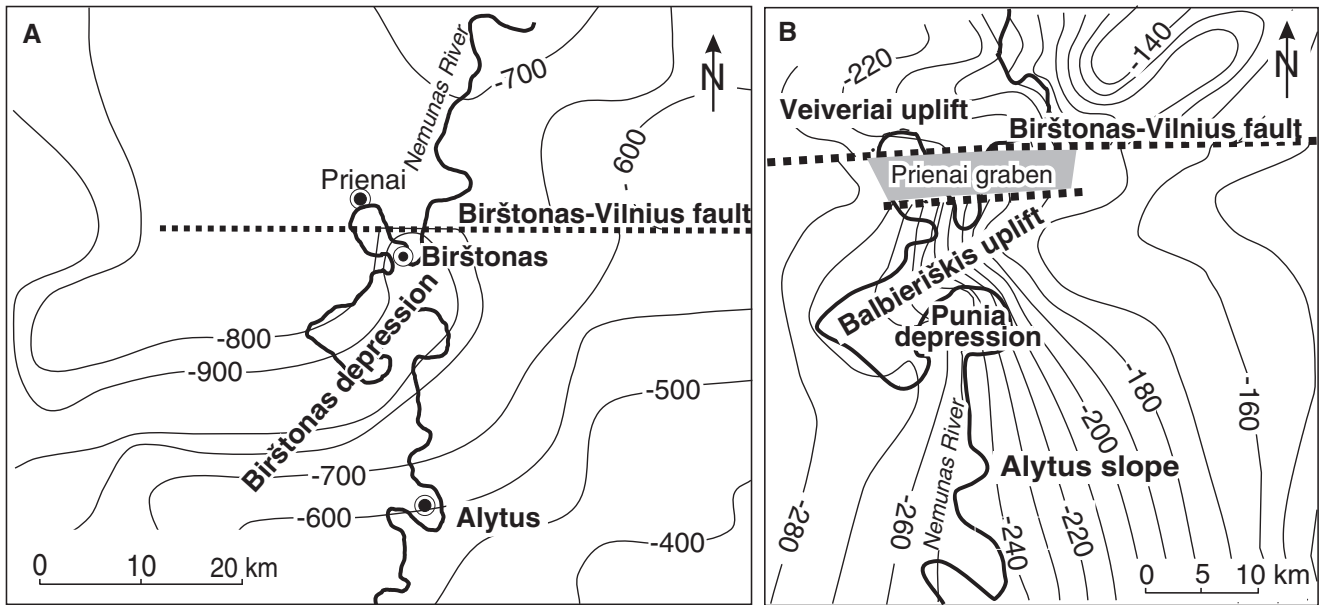 A
Nemunas River
-700
N
-600
Prienai
Birštonas-Vilnius fault
Birštonas
-800
-900
Birštonas depression
-500
-700
-600
Alytus
-400
0 10 20 km
B
-220
-140
N
Veiveriai uplift
Birštonas-Vilnius fault
Prienai graben
Balbieriškis uplift
Punia
depression
-180
-160
-200
Nemunas River
Alytus slope
-280
-260
-240
-220
0 5 10 km